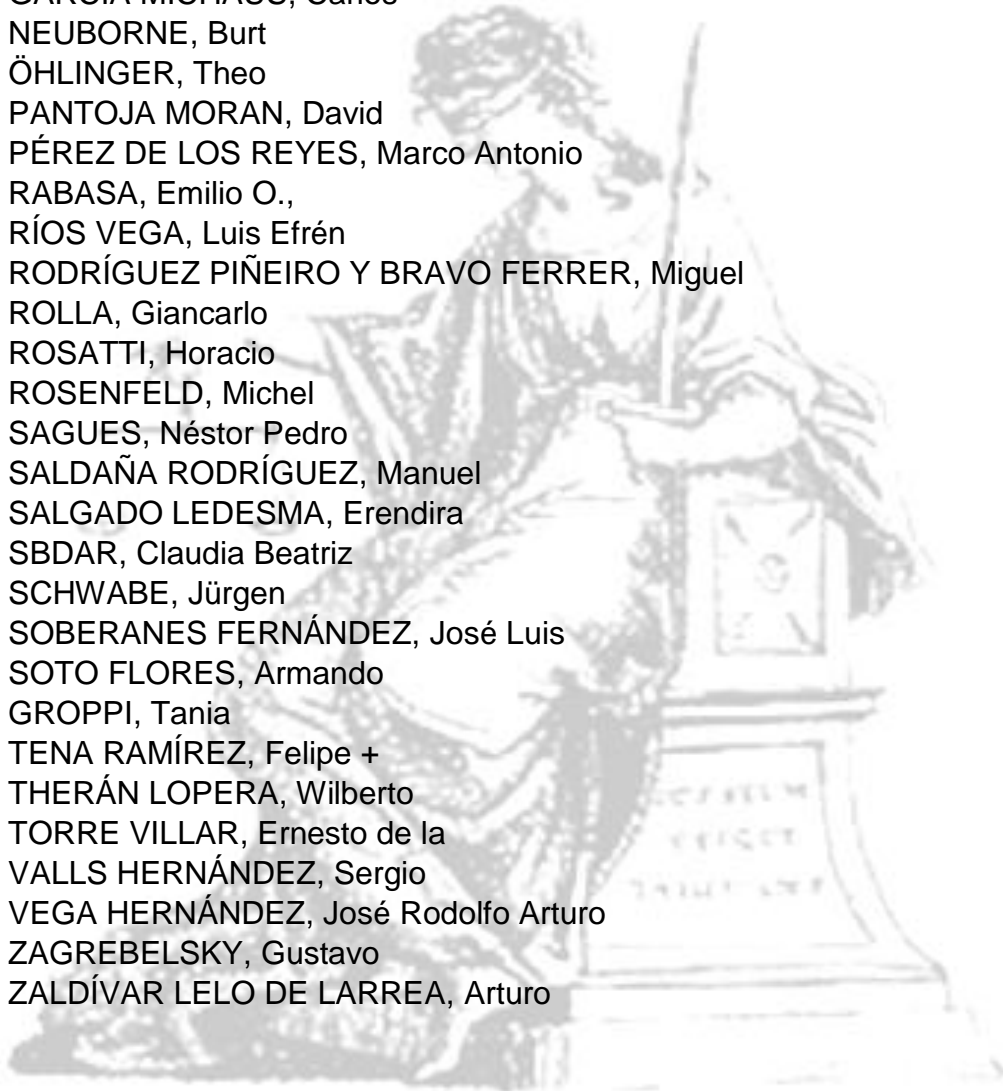 NEUBORNE, Burt
ÖHLINGER, Theo
PANTOJA MORAN, David
PÉREZ DE LOS REYES, Marco Antonio
RABASA, Emilio O.,
RÍOS VEGA, Luis Efrén
RODRÍGUEZ PIÑEIRO Y BRAVO FERRER, Miguel
ROLLA, Giancarlo
ROSATTI, Horacio
ROSENFELD, Michel
SAGUES, Néstor Pedro
SALDAÑA RODRÍGUEZ, Manuel
SALGADO LEDESMA, Erendira
SBDAR, Claudia Beatriz
SCHWABE, Jürgen
SOBERANES FERNÁNDEZ, José Luis
SOTO FLORES, Armando
GROPPI, Tania
TENA RAMÍREZ, Felipe +
THERÁN LOPERA, Wilberto
TORRE VILLAR, Ernesto de la
VALLS HERNÁNDEZ, Sergio
VEGA HERNÁNDEZ, José Rodolfo Arturo
ZAGREBELSKY, Gustavo
ZALDÍVAR LELO DE LARREA, Arturo